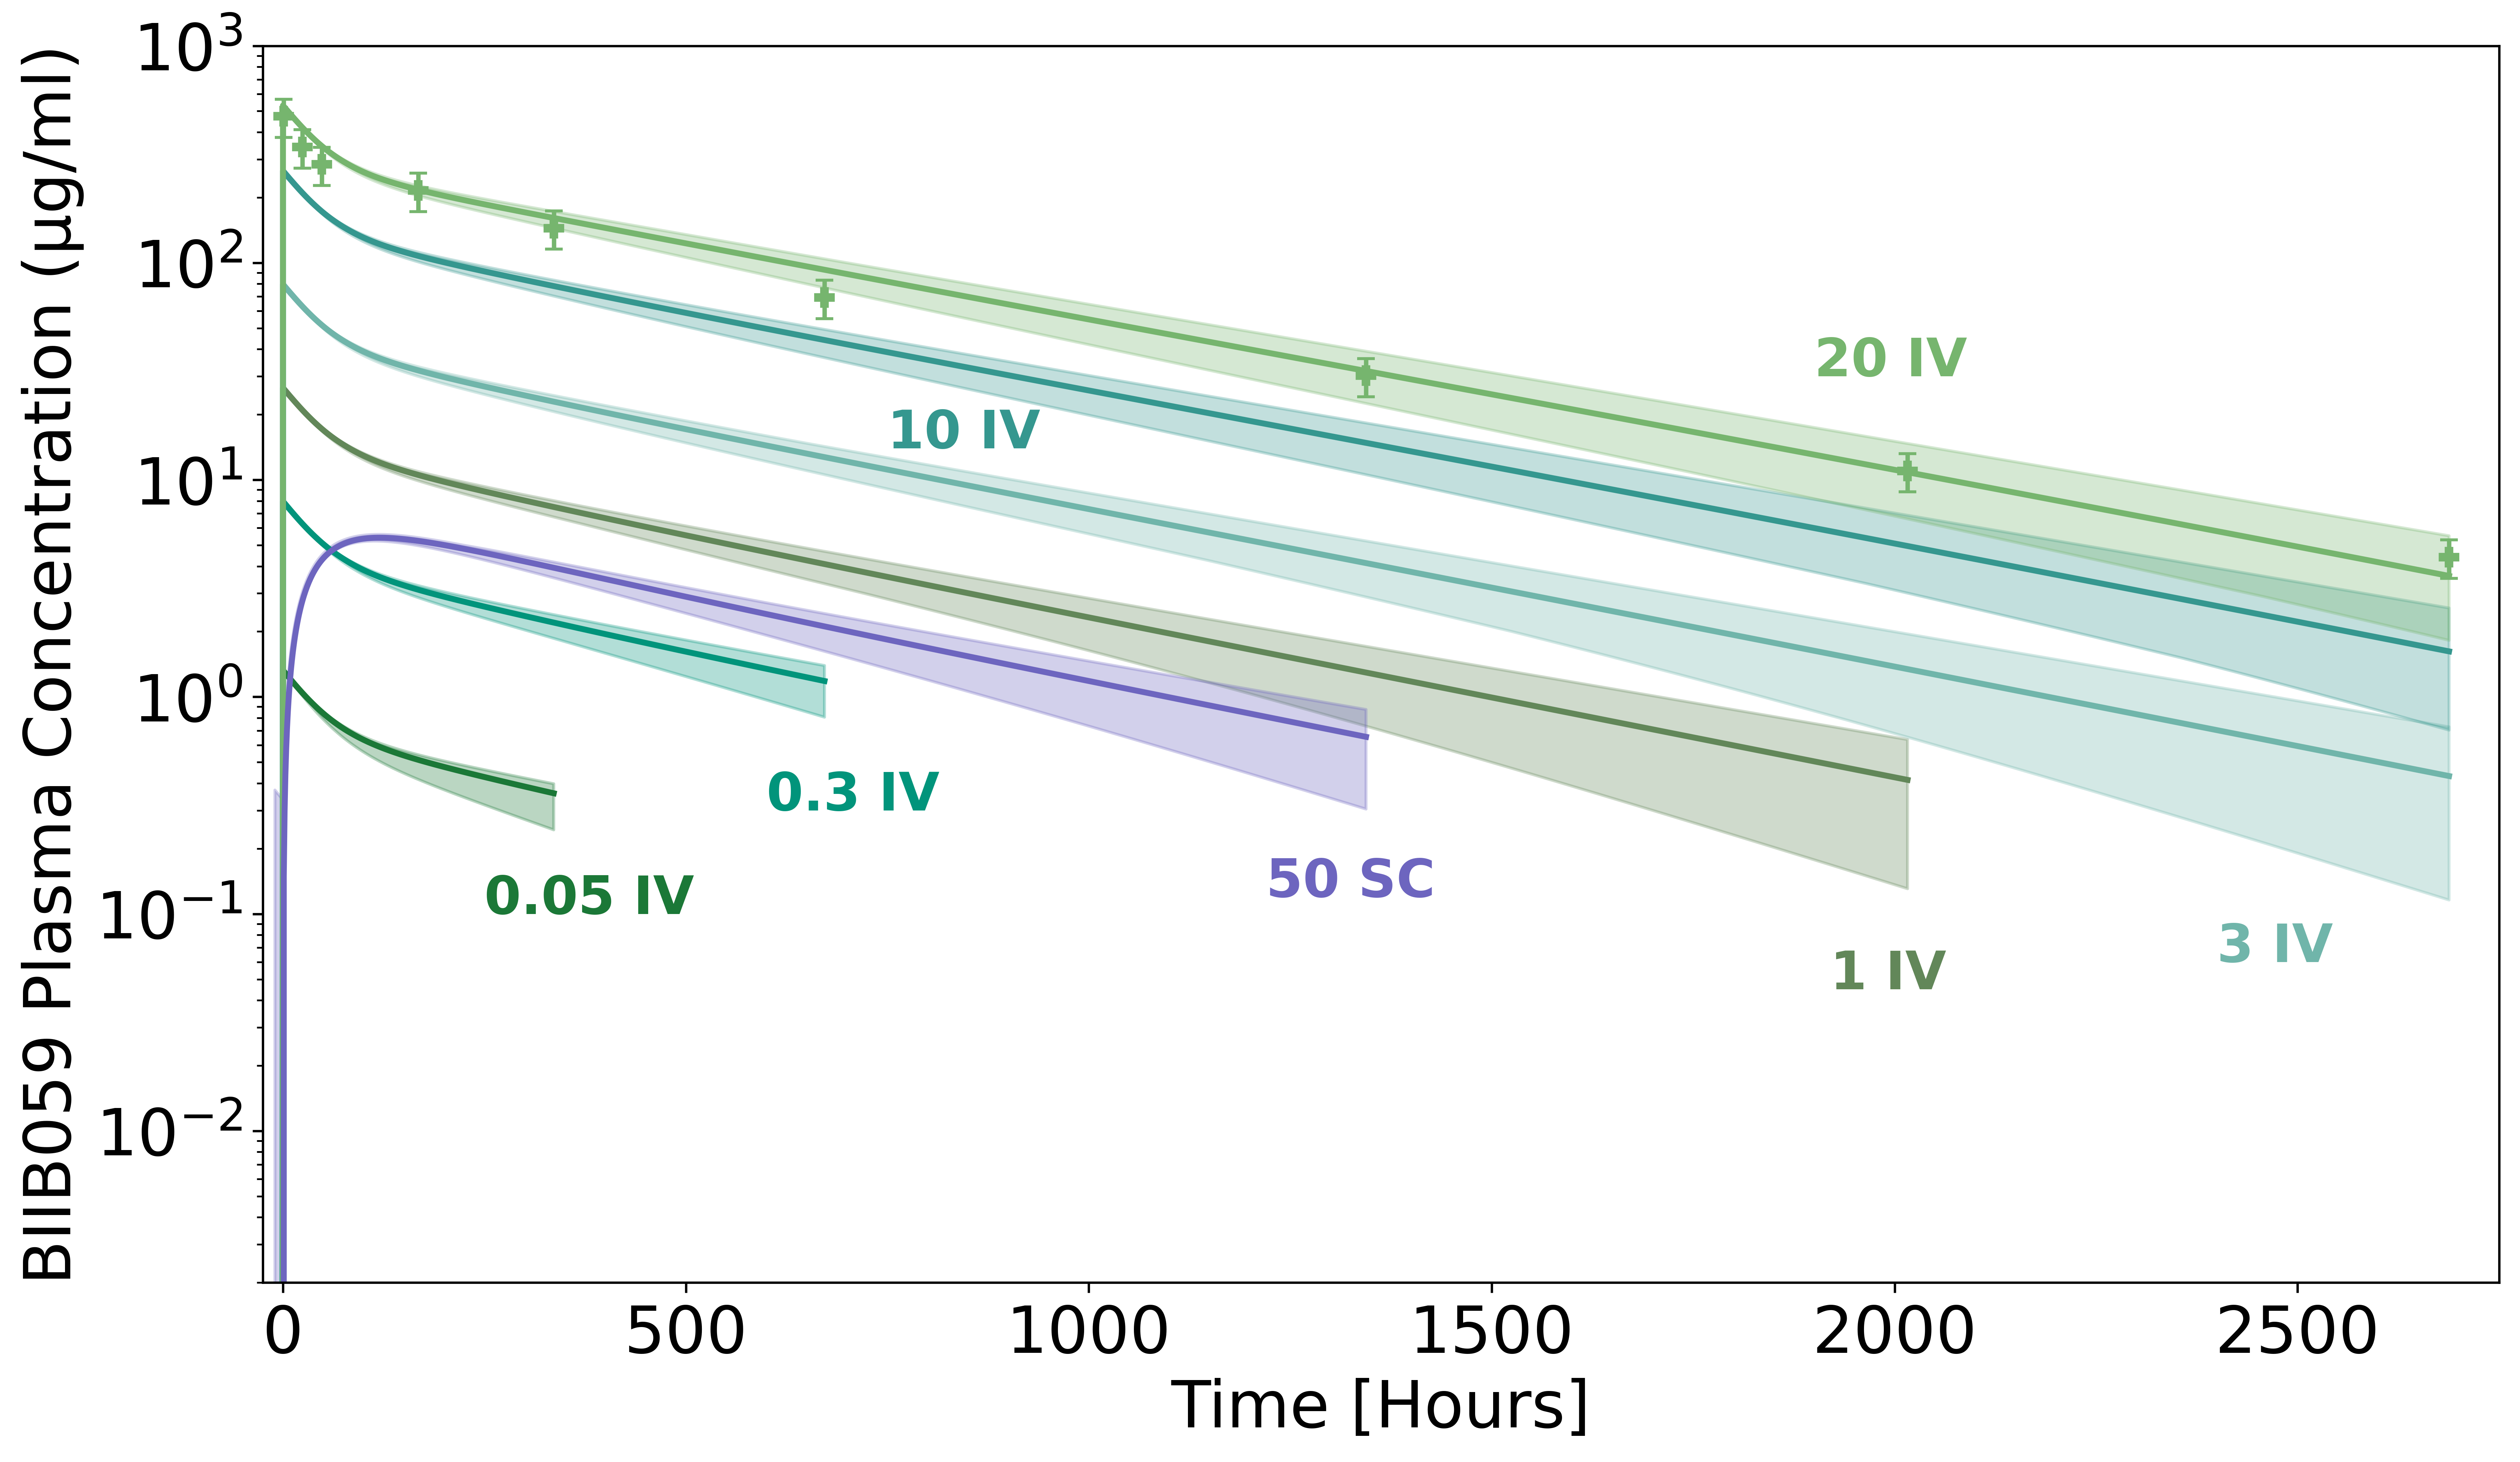 BIIB059 Plasma Concentration (µg/ml)
10³
10²
10¹
10⁰
10⁻¹
10⁻²
20 IV
10 IV
0.3 IV
0.05 IV
50 SC
1 IV
3 IV
0 500 1000 1500 2000 2500
Time [Hours]